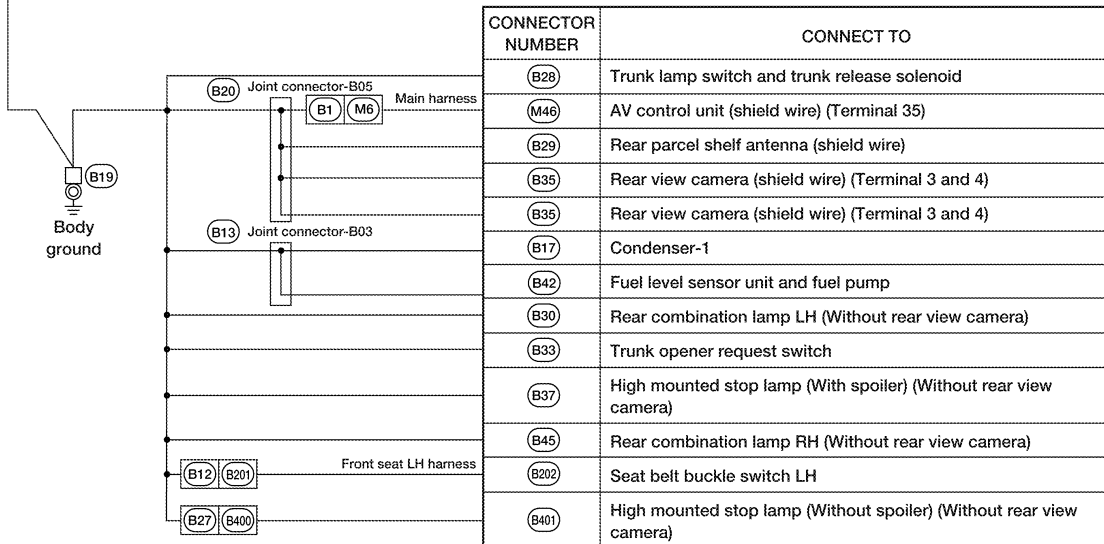 CONNECTOR NUMBER CONNECT TO
B28 Trunk lamp switch and trunk release solenoid
B20 Joint connector-B05
B1 M6 Main harness M46 AV control unit (shield wire) (Terminal 35)
B29 Rear parcel shelf antenna (shield wire)
B19
Body
ground
B35 Rear view camera (shield wire) (Terminal 3 and 4)
B35 Rear view camera (shield wire) (Terminal 3 and 4)
B13 Joint connector-B03
B17 Condenser-1
B42 Fuel level sensor unit and fuel pump
B30 Rear combination lamp LH (Without rear view camera)
B33 Trunk opener request switch
B37 High mounted stop lamp (With spoiler) (Without rear view
camera)
B45 Rear combination lamp RH (Without rear view camera)
B12 B201 Front seat LH harness B202 Seat belt buckle switch LH
B27 B400 B401 High mounted stop lamp (Without spoiler) (Without rear view
camera)